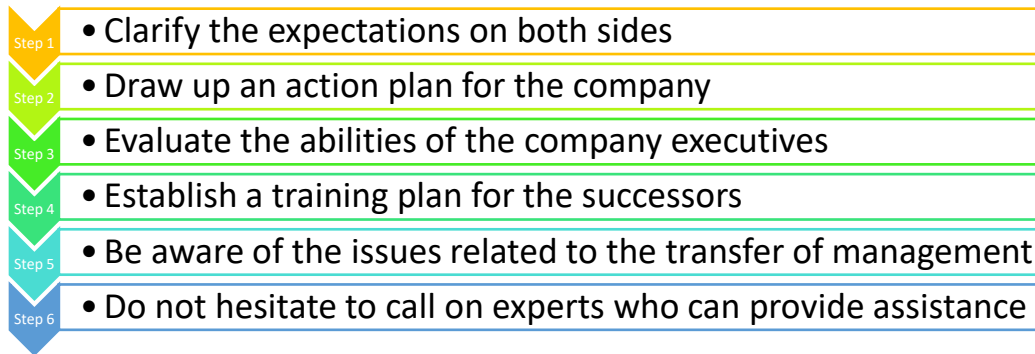 Step 1 • Clarify the expectations on both sides
Step 2 • Draw up an action plan for the company
Step 3 • Evaluate the abilities of the company executives
Step 4 • Establish a training plan for the successors
Step 5 • Be aware of the issues related to the transfer of management
Step 6 • Do not hesitate to call on experts who can provide assistance